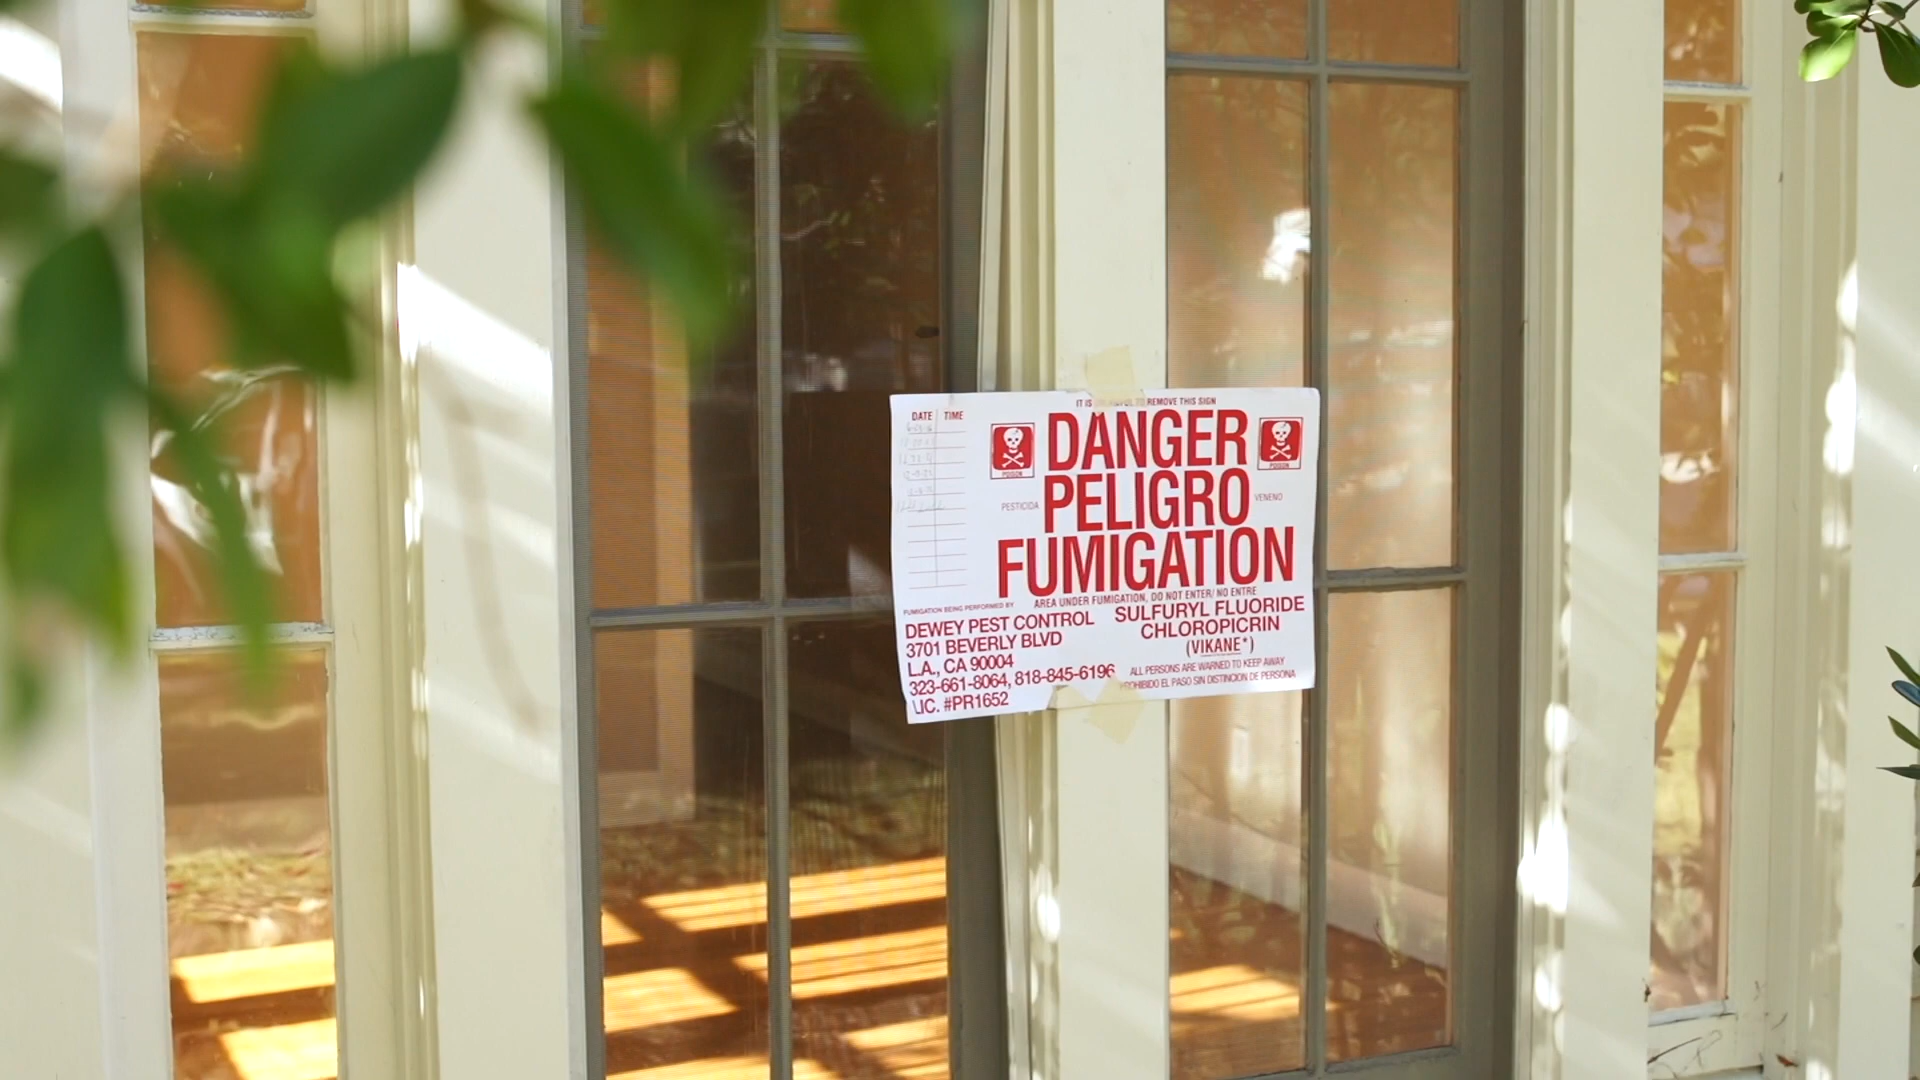 IT IS UNLAWFUL TO REMOVE THIS SIGN
DATE TIME
DANGER
POISON
POISON
PELIGRO
PESTICIDA
VENENO
FUMIGATION
AREA UNDER FUMIGATION, DO NOT ENTER/ NO ENTRE
FUMIGATION BEING PERFORMED BY
DEWEY PEST CONTROL
3701 BEVERLY BLVD
L.A., CA 90004
323-661-8064, 818-845-6196
LIC. #PR1652
SULFURYL FLUORIDE
CHLOROPICRIN
(VIKANE*)
ALL PERSONS ARE WARNED TO KEEP AWAY
PROHIBIDO EL PASO SIN DISTINCION DE PERSONA